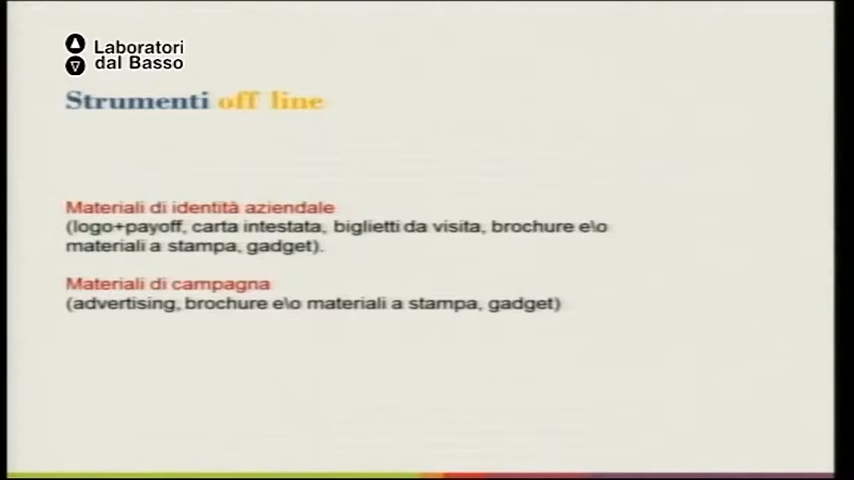 Laboratori
dal Basso
Strumenti off line
Materiali di identità aziendale
(logo+payoff, carta intestata, biglietti da visita, brochure e\o
materiali a stampa, gadget).
Materiali di campagna
(advertising, brochure e\o materiali a stampa, gadget)